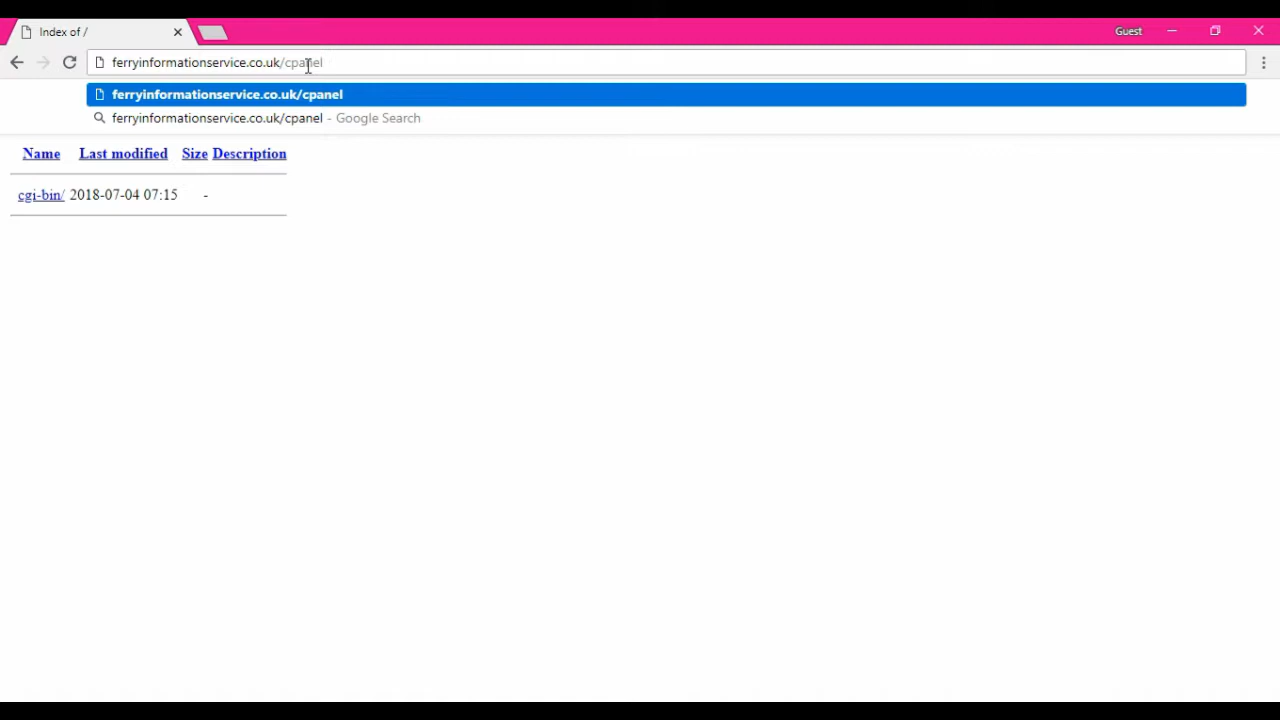 Index of /
Guest
ferryinformationservice.co.uk/cpanel
ferryinformationservice.co.uk/cpanel
ferryinformationservice.co.uk/cpanel - Google Search
Name Last modified Size Description
cgi-bin/ 2018-07-04 07:15 -